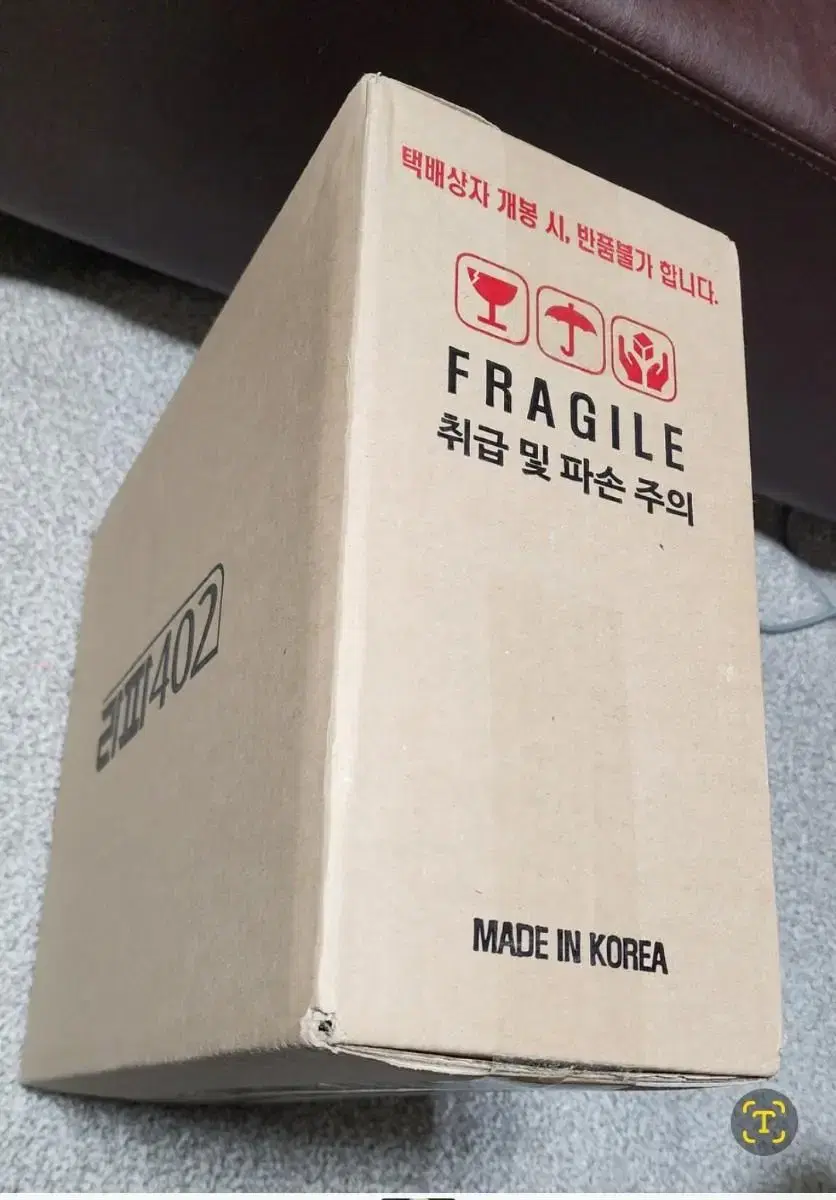 택배상자 개봉 시, 반품불가 합니다.
FRAGILE
취급 및 파손 주의
라파402
MADE IN KOREA